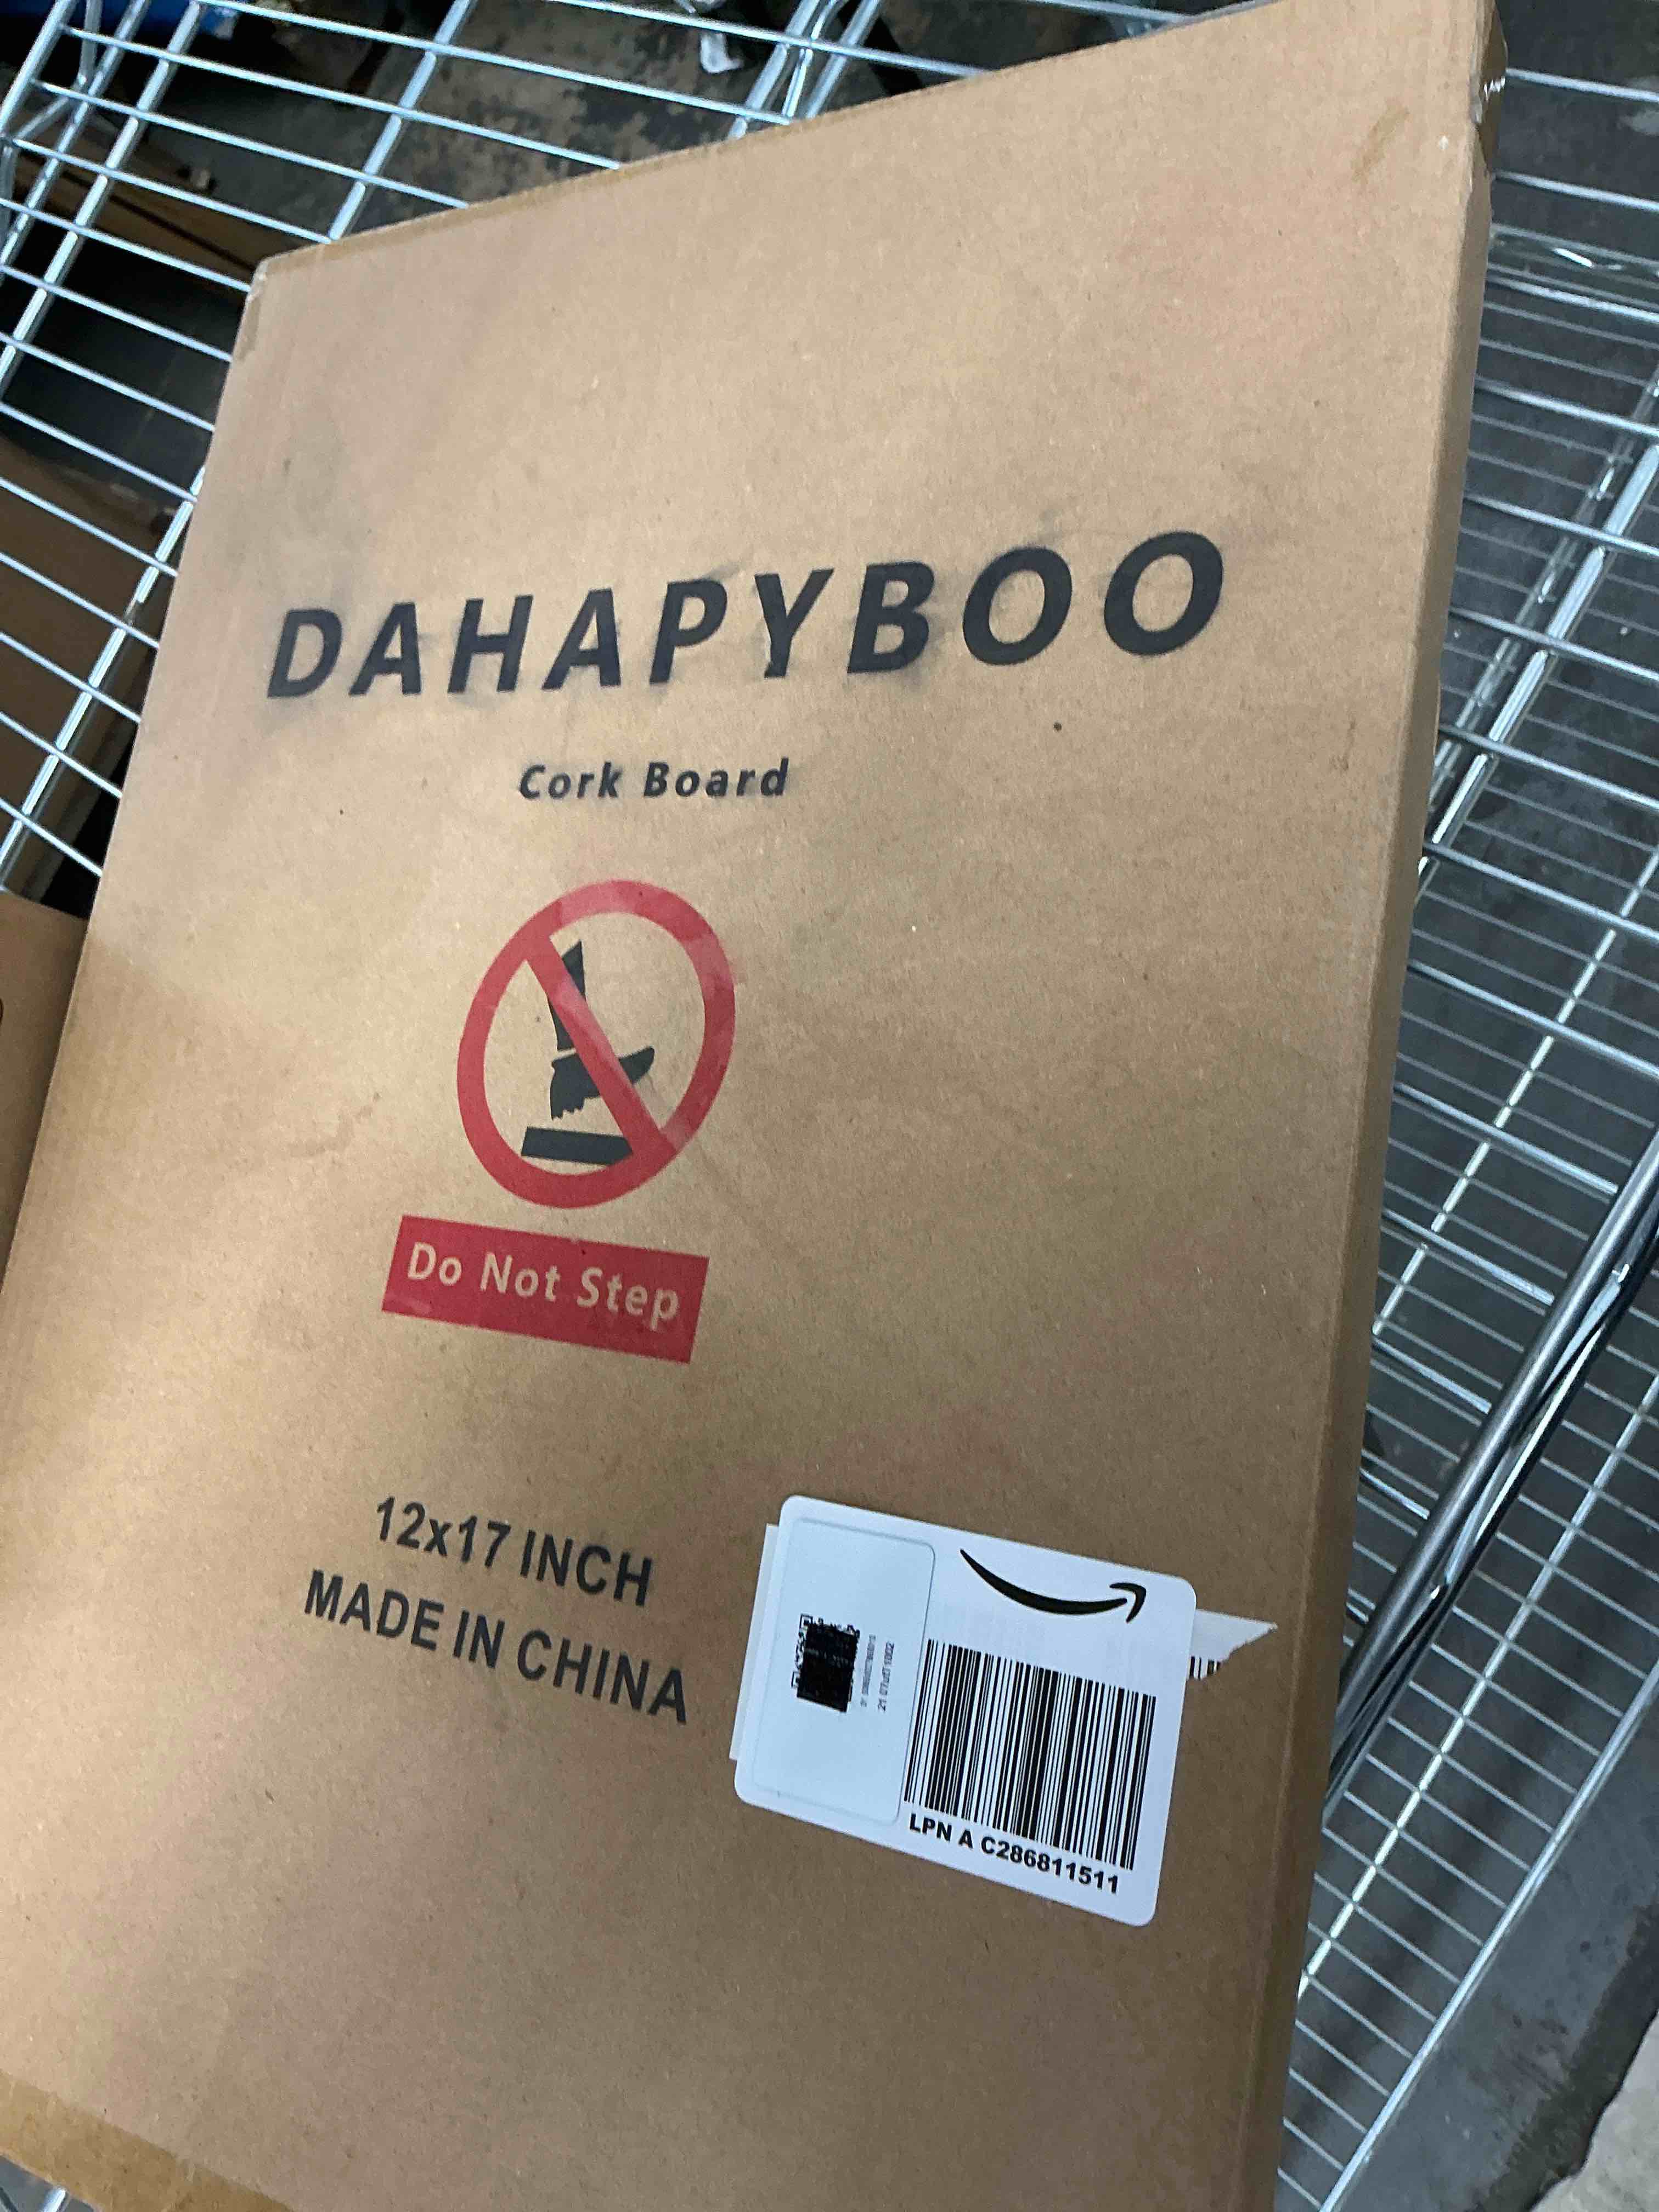 DAHAPYBOO
Cork Board
Do Not Step
12x17 INCH
MADE IN CHINA
LPN A C286811511